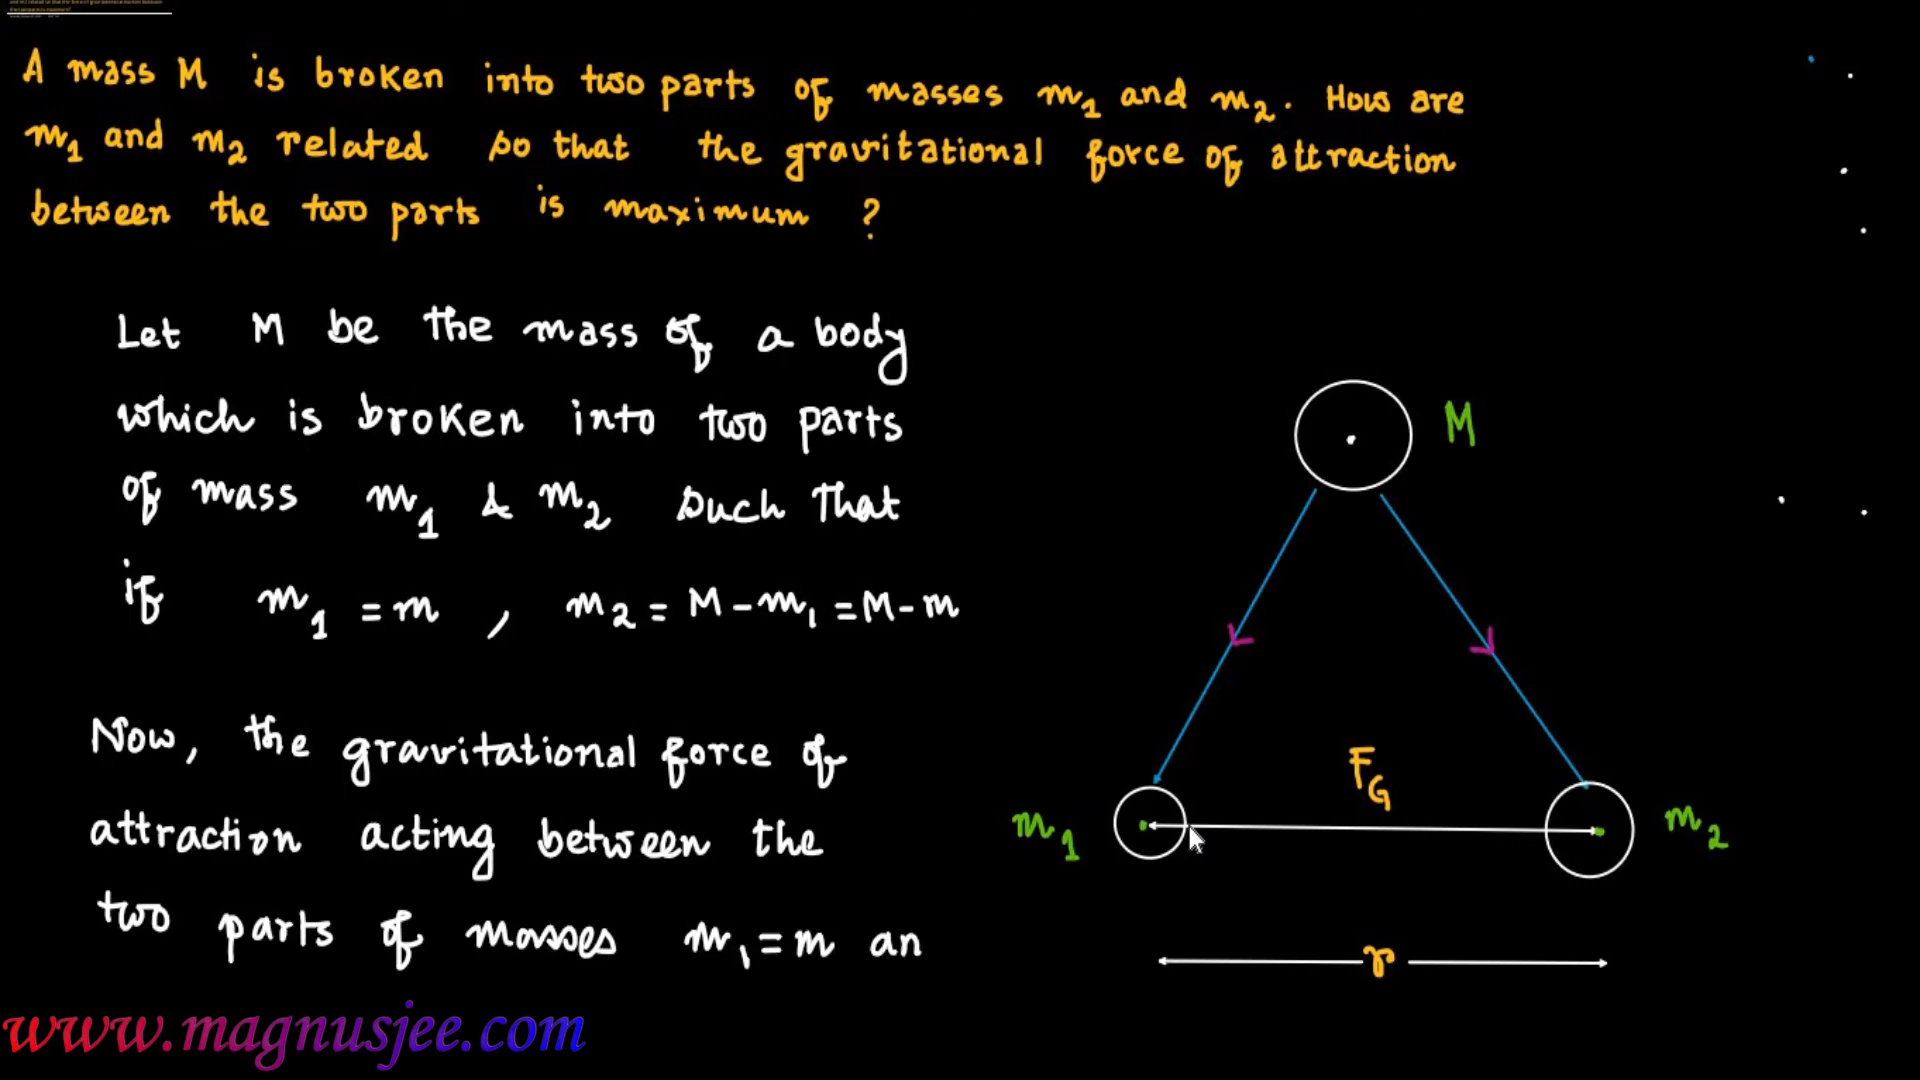 A mass M is broken into two parts of masses m₁ and m₂. How are
m₁ and m₂ related so that the gravitational force of attraction
between the two parts is maximum ?
Let M be the mass of a body
which is broken into two parts
of mass m₁ & m₂ such that
if m₁ = m , m₂ = M - m₁ = M - m
Now, the gravitational force of
attraction acting between the
two parts of masses m₁ = m an
M
F_G
m₁
m₂
r
www.magnusjee.com